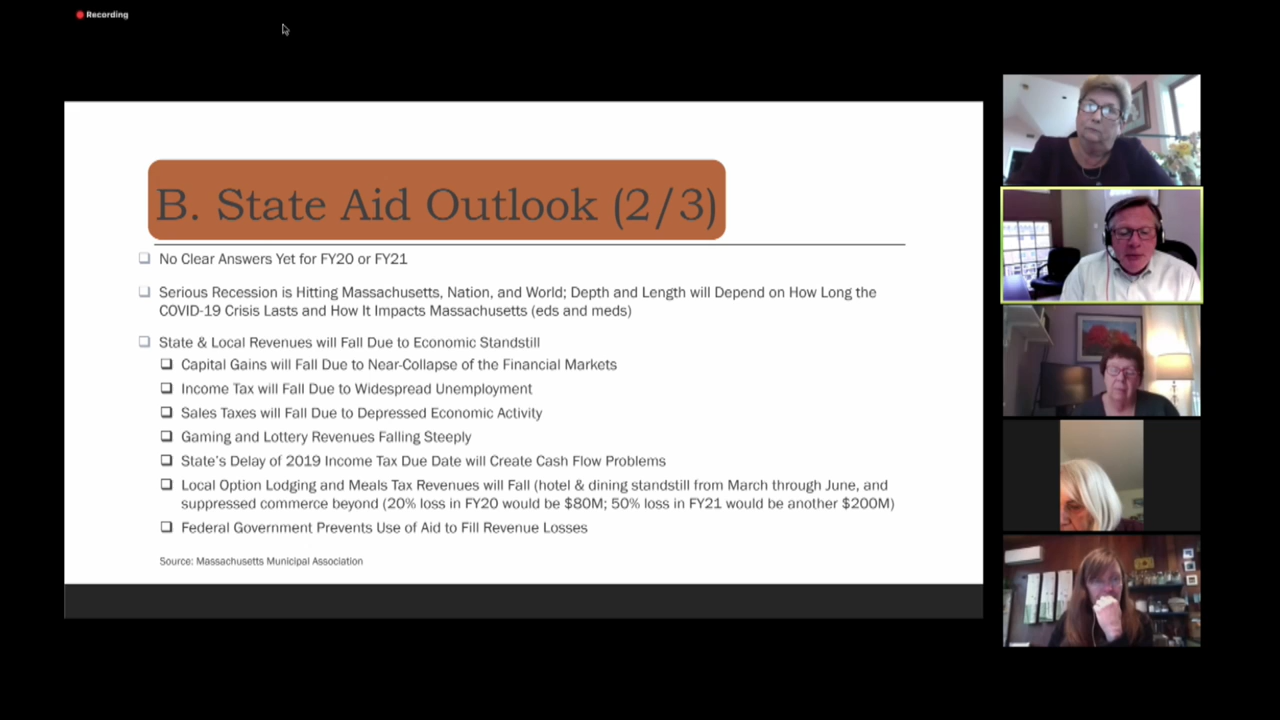 Recording
B. State Aid Outlook (2/3)
No Clear Answers Yet for FY20 or FY21
Serious Recession is Hitting Massachusetts, Nation, and World; Depth and Length will Depend on How Long the
COVID-19 Crisis Lasts and How It Impacts Massachusetts (eds and meds)
State & Local Revenues will Fall Due to Economic Standstill
Capital Gains will Fall Due to Near-Collapse of the Financial Markets
Income Tax will Fall Due to Widespread Unemployment
Sales Taxes will Fall Due to Depressed Economic Activity
Gaming and Lottery Revenues Falling Steeply
State's Delay of 2019 Income Tax Due Date will Create Cash Flow Problems
Local Option Lodging and Meals Tax Revenues will Fall (hotel & dining standstill from March through June, and
suppressed commerce beyond (20% loss in FY20 would be $80M; 50% loss in FY21 would be another $200M)
Federal Government Prevents Use of Aid to Fill Revenue Losses
Source: Massachusetts Municipal Association